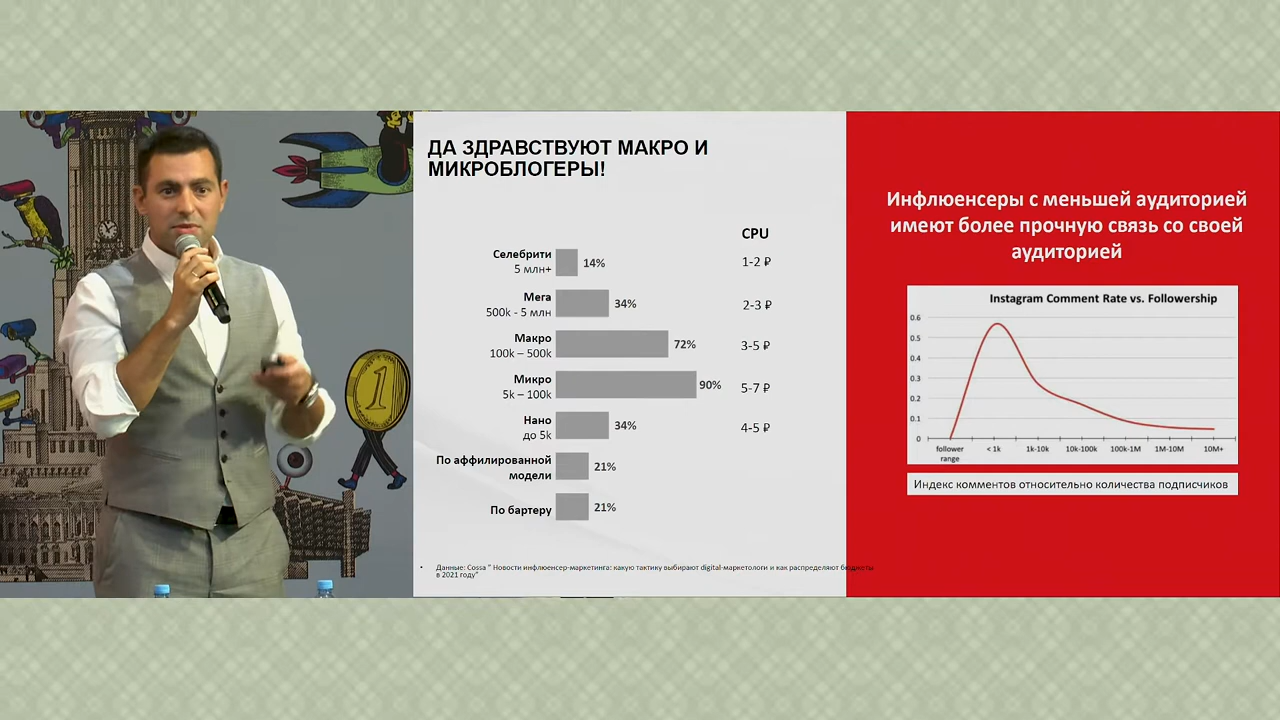 ДА ЗДРАВСТВУЮТ МАКРО И
МИКРОБЛОГЕРЫ!
CPU
Селебрити
5 млн+
14%
1-2 ₽
Мега
500k - 5 млн
34%
2-3 ₽
Макро
100k – 500k
72%
3-5 ₽
Микро
5k – 100k
90%
5-7 ₽
Нано
до 5k
34%
4-5 ₽
По аффилированной
модели
21%
По бартеру
21%
• Данные: Cossa " Новости инфлюенсер-маркетинга: какую тактику выбирают digital-маркетологи и как распределяют бюджеты
в 2021 году"
Инфлюенсеры с меньшей аудиторией
имеют более прочную связь со своей
аудиторией
Instagram Comment Rate vs. Followership
0.6
0.5
0.4
0.3
0.2
0.1
0
follower
range
< 1k
1k-10k
10k-100k
100k-1M
1M-10M
10M+
Индекс комментов относительно количества подписчиков
1